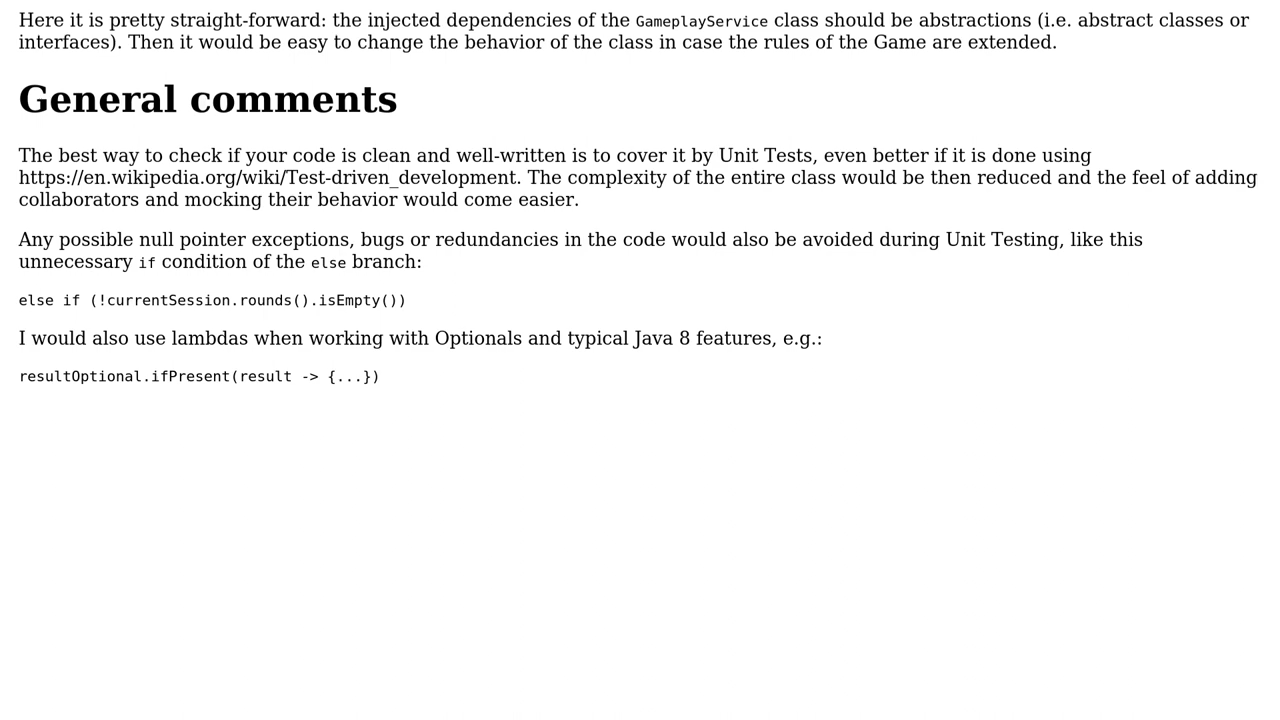 Here it is pretty straight-forward: the injected dependencies of the GameplayService class should be abstractions (i.e. abstract classes or
interfaces). Then it would be easy to change the behavior of the class in case the rules of the Game are extended.
General comments
The best way to check if your code is clean and well-written is to cover it by Unit Tests, even better if it is done using
https://en.wikipedia.org/wiki/Test-driven_development. The complexity of the entire class would be then reduced and the feel of adding
collaborators and mocking their behavior would come easier.
Any possible null pointer exceptions, bugs or redundancies in the code would also be avoided during Unit Testing, like this
unnecessary if condition of the else branch:
else if (!currentSession.rounds().isEmpty())
I would also use lambdas when working with Optionals and typical Java 8 features, e.g.:
resultOptional.ifPresent(result -> {...})